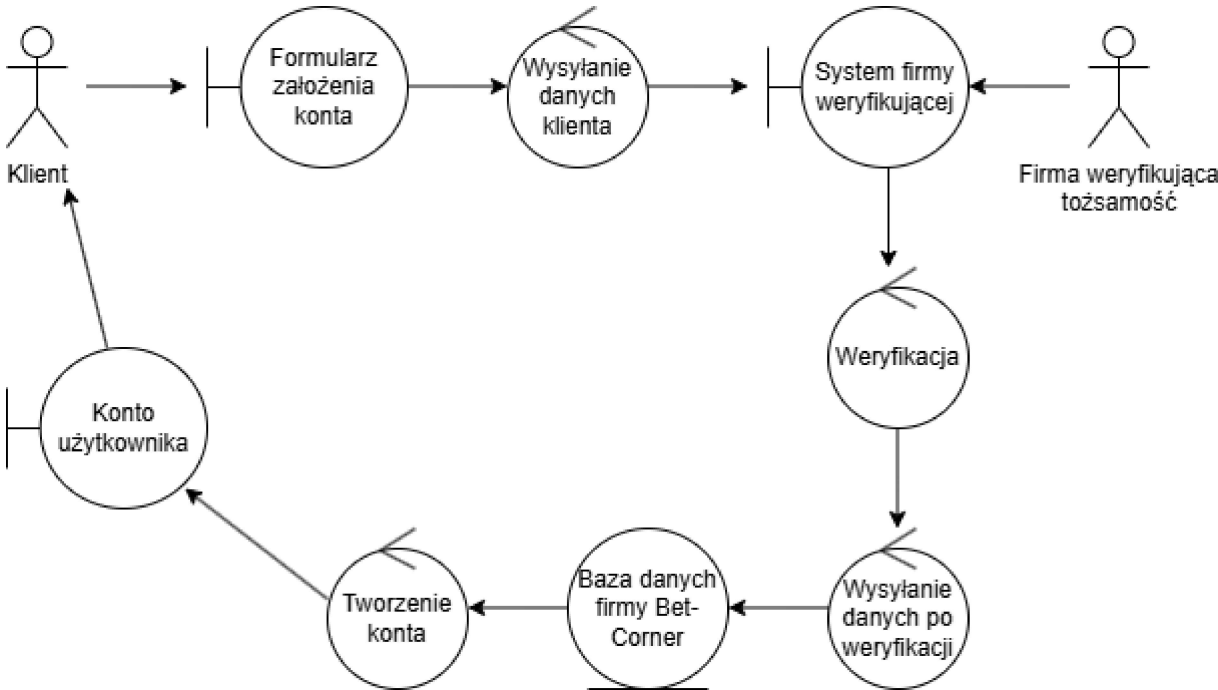 Formularz
założenia
konta
Wysyłanie
danych
klienta
System firmy
weryfikującej
Klient
Firma weryfikująca
tożsamość
Weryfikacja
Konto
użytkownika
Tworzenie
konta
Baza danych
firmy Bet-
Corner
Wysyłanie
danych po
weryfikacji